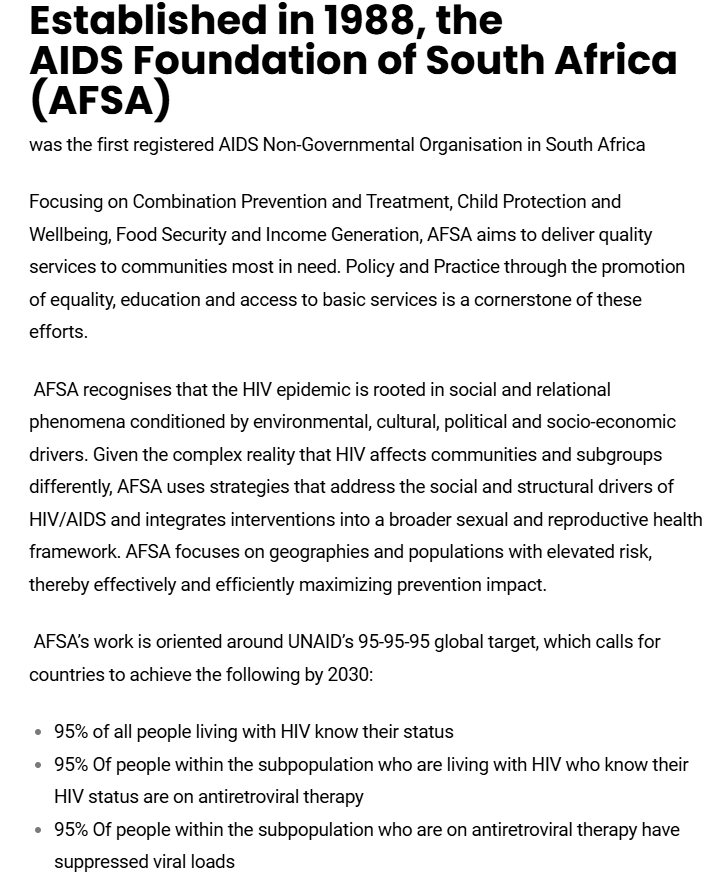 Established in 1988, the
AIDS Foundation of South Africa
(AFSA)
was the first registered AIDS Non-Governmental Organisation in South Africa
Focusing on Combination Prevention and Treatment, Child Protection and
Wellbeing, Food Security and Income Generation, AFSA aims to deliver quality
services to communities most in need. Policy and Practice through the promotion
of equality, education and access to basic services is a cornerstone of these
efforts.
AFSA recognises that the HIV epidemic is rooted in social and relational
phenomena conditioned by environmental, cultural, political and socio-economic
drivers. Given the complex reality that HIV affects communities and subgroups
differently, AFSA uses strategies that address the social and structural drivers of
HIV/AIDS and integrates interventions into a broader sexual and reproductive health
framework. AFSA focuses on geographies and populations with elevated risk,
thereby effectively and efficiently maximizing prevention impact.
AFSA’s work is oriented around UNAID’s 95-95-95 global target, which calls for
countries to achieve the following by 2030:
• 95% of all people living with HIV know their status
• 95% Of people within the subpopulation who are living with HIV who know their
HIV status are on antiretroviral therapy
• 95% Of people within the subpopulation who are on antiretroviral therapy have
suppressed viral loads